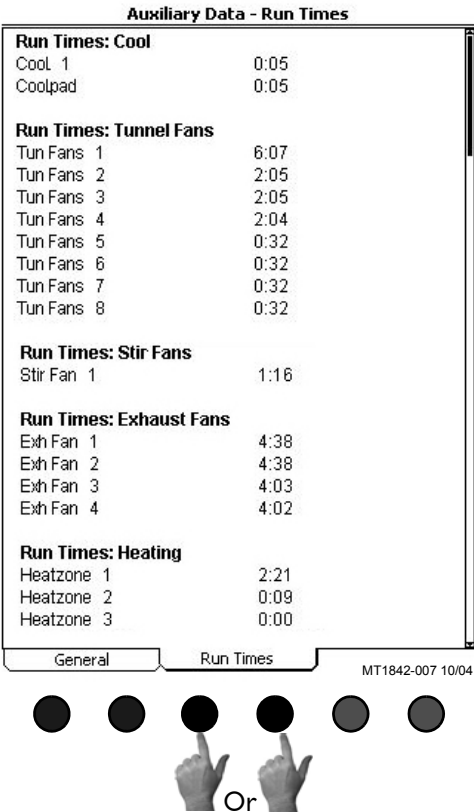 Auxiliary Data - Run Times
Run Times: Cool
Cool 1 0:05
Coolpad 0:05
Run Times: Tunnel Fans
Tun Fans 1 6:07
Tun Fans 2 2:05
Tun Fans 3 2:05
Tun Fans 4 2:04
Tun Fans 5 0:32
Tun Fans 6 0:32
Tun Fans 7 0:32
Tun Fans 8 0:32
Run Times: Stir Fans
Stir Fan 1 1:16
Run Times: Exhaust Fans
Exh Fan 1 4:38
Exh Fan 2 4:38
Exh Fan 3 4:03
Exh Fan 4 4:02
Run Times: Heating
Heatzone 1 2:21
Heatzone 2 0:09
Heatzone 3 0:00
General Run Times
MT1842-007 10/04
Or